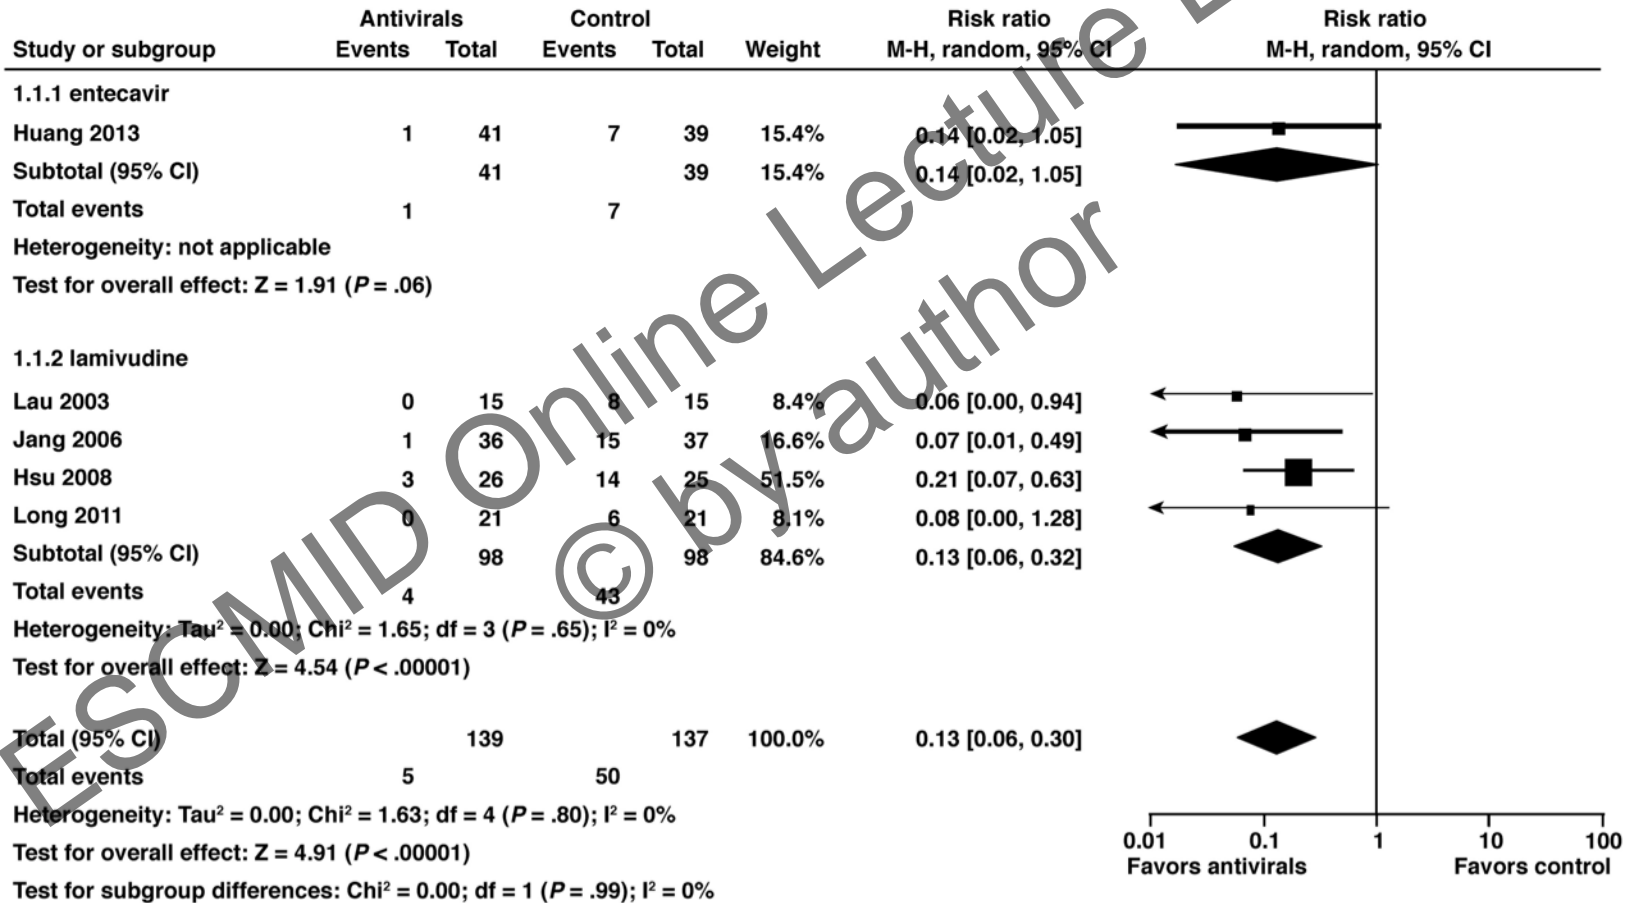 Antivirals Control Risk ratio Risk ratio
Study or subgroup Events Total Events Total Weight M-H, random, 95% CI M-H, random, 95% CI
1.1.1 entecavir
Huang 2013 1 41 7 39 15.4% 0.14 [0.02, 1.05]
Subtotal (95% CI) 41 39 15.4% 0.14 [0.02, 1.05]
Total events 1 7
Heterogeneity: not applicable
Test for overall effect: Z = 1.91 (P = .06)
1.1.2 lamivudine
Lau 2003 0 15 8 15 8.4% 0.06 [0.00, 0.94]
Jang 2006 1 36 15 37 16.6% 0.07 [0.01, 0.49]
Hsu 2008 3 26 14 25 51.5% 0.21 [0.07, 0.63]
Long 2011 0 21 6 21 8.1% 0.08 [0.00, 1.28]
Subtotal (95% CI) 98 98 84.6% 0.13 [0.06, 0.32]
Total events 4 43
Heterogeneity: Tau² = 0.00; Chi² = 1.65; df = 3 (P = .65); I² = 0%
Test for overall effect: Z = 4.54 (P < .00001)
Total (95% CI) 139 137 100.0% 0.13 [0.06, 0.30]
Total events 5 50
Heterogeneity: Tau² = 0.00; Chi² = 1.63; df = 4 (P = .80); I² = 0%
Test for overall effect: Z = 4.91 (P < .00001)
Test for subgroup differences: Chi² = 0.00; df = 1 (P = .99); I² = 0%
0.01 0.1 1 10 100
Favors antivirals Favors control
ESCMID Online Lecture
© by author